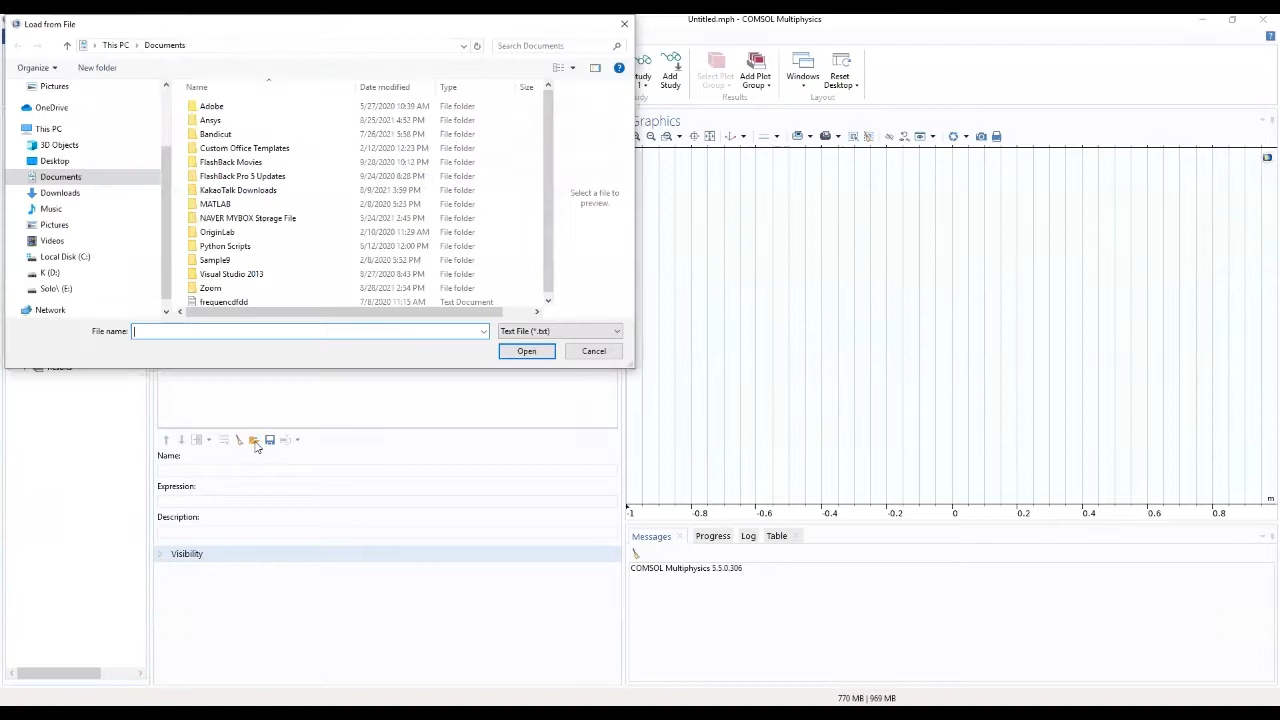 Load from File
Untitled.mph - COMSOL Multiphysics
This PC
Documents
Search Documents
Organize
New folder
Pictures
OneDrive
This PC
3D Objects
Desktop
Documents
Downloads
Music
Pictures
Videos
Local Disk (C:)
K (D:)
Solo\ (E:)
Network
Name Date modified Type Size
Adobe 5/27/2020 10:39 AM File folder
Ansys 8/25/2021 4:52 PM File folder
Bandicut 7/26/2021 5:58 PM File folder
Custom Office Templates 2/12/2020 12:23 PM File folder
FlashBack Movies 9/28/2020 10:12 PM File folder
FlashBack Pro 5 Updates 9/24/2020 8:28 PM File folder
KakaoTalk Downloads 8/9/2021 3:59 PM File folder
MATLAB 2/8/2020 5:23 PM File folder
NAVER MYBOX Storage File 5/24/2021 2:45 PM File folder
OriginLab 2/10/2020 11:29 AM File folder
Python Scripts 6/12/2020 12:00 PM File folder
Sample9 2/8/2020 5:52 PM File folder
Visual Studio 2013 8/27/2020 8:43 PM File folder
Zoom 8/28/2021 2:54 PM File folder
frequencdfdd 7/8/2020 11:15 AM Text Document
Select a file to
preview.
File name:
Text File (*.txt)
Open
Cancel
Add
Study
Study
Select Plot
Group
Add Plot
Group
Results
Windows
Reset
Desktop
Layout
Graphics
Name:
Expression:
Description:
Visibility
-1 -0.8 -0.6 -0.4 -0.2 0 0.2 0.4 0.6 0.8
m
Messages
Progress
Log
Table
COMSOL Multiphysics 5.5.0.306
770 MB | 969 MB